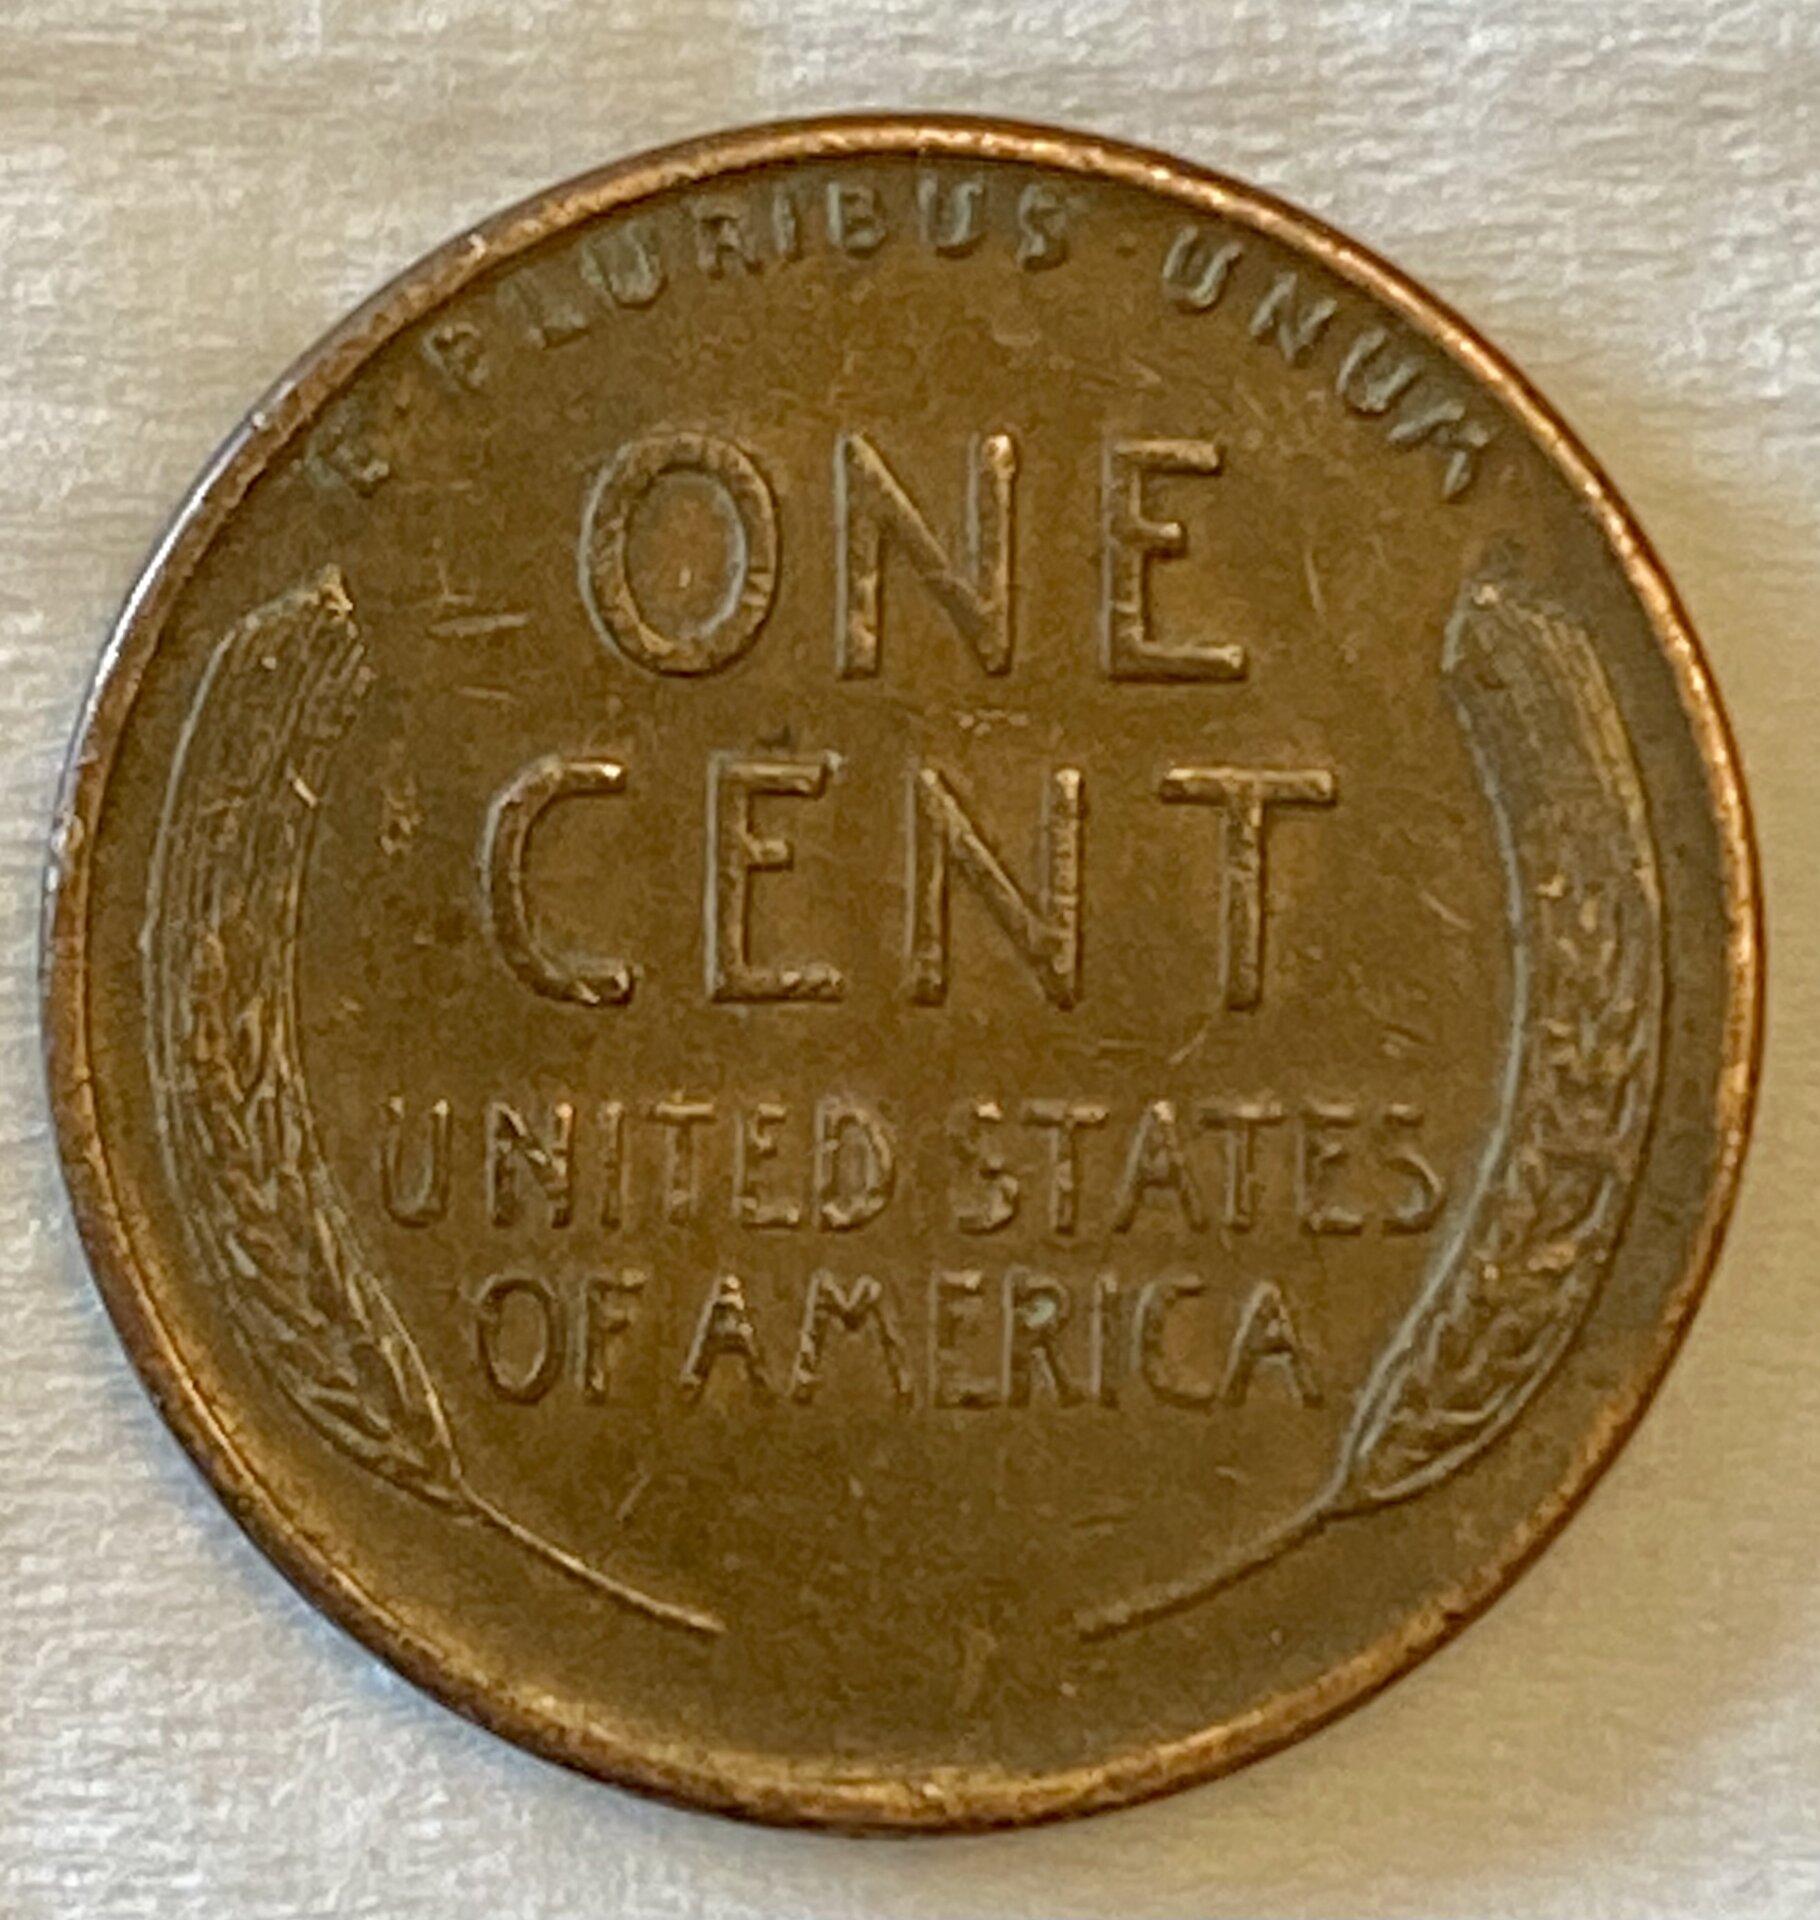 E · PLURIBUS · UNUM
ONE
CENT
UNITED STATES
OF AMERICA